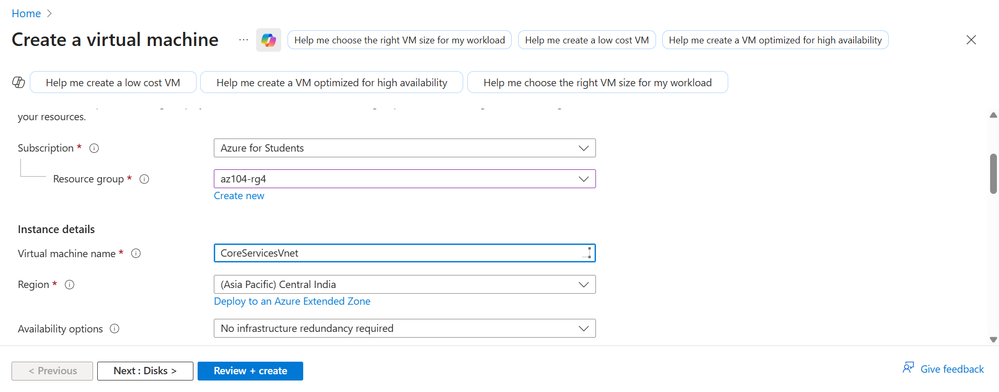 Home >
Create a virtual machine ... Help me choose the right VM size for my workload Help me create a low cost VM Help me create a VM optimized for high availability
Help me create a low cost VM Help me create a VM optimized for high availability Help me choose the right VM size for my workload
your resources.
Subscription * Azure for Students
Resource group * az104-rg4
Create new
Instance details
Virtual machine name * CoreServicesVnet
Region * (Asia Pacific) Central India
Deploy to an Azure Extended Zone
Availability options No infrastructure redundancy required
< Previous Next : Disks > Review + create Give feedback